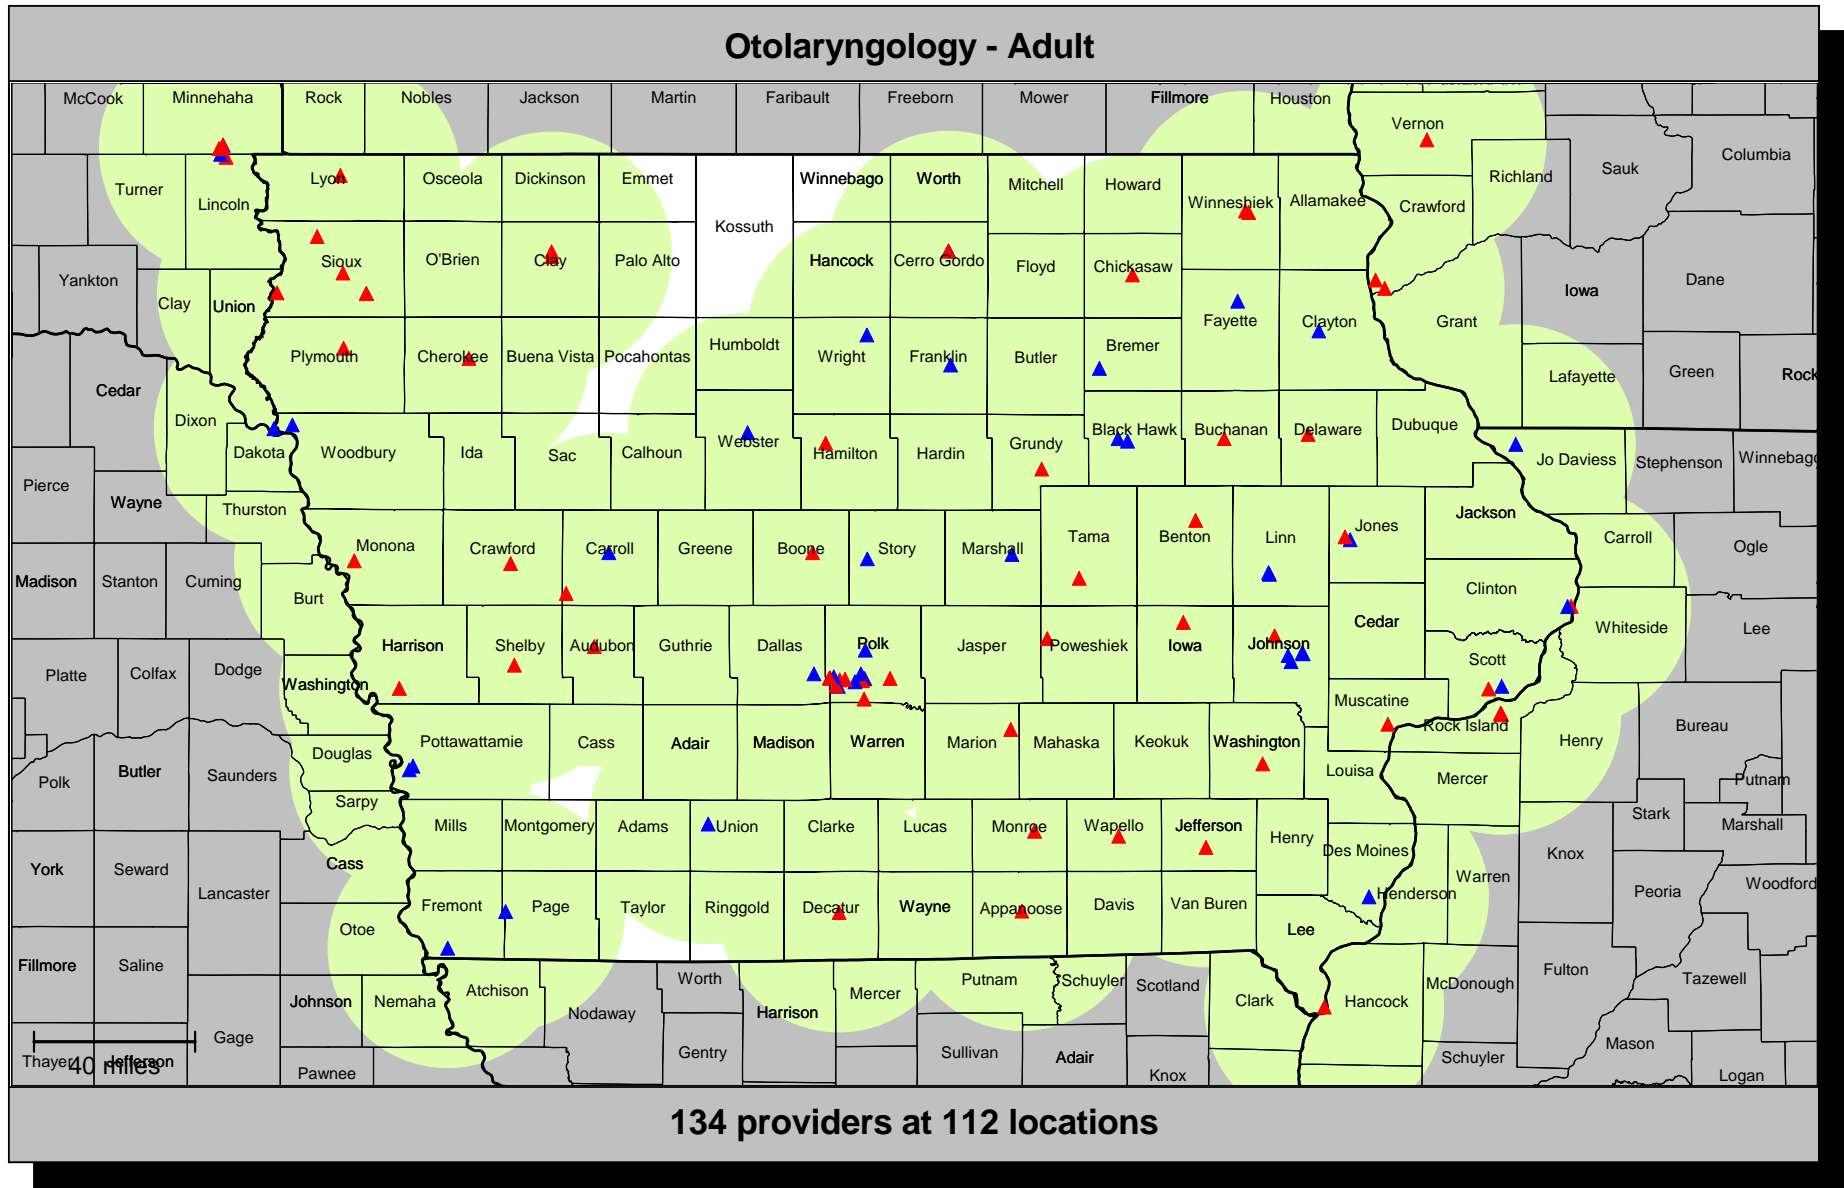 Otolaryngology - Adult
McCook Minnehaha Rock Nobles Jackson Martin Faribault Freeborn Mower Fillmore Houston
Vernon
Columbia
Sauk
Richland
Turner Lyon Osceola Dickinson Emmet Winnebago Worth Mitchell Howard
Lincoln Winneshiek Allamakee Crawford
Kossuth
Yankton Sioux O'Brien Clay Palo Alto Hancock Cerro Gordo Floyd Chickasaw Dane
Clay Union Iowa
Fayette Clayton Grant
Plymouth Cherokee Buena Vista Pocahontas Humboldt Wright Franklin Butler Bremer
Cedar Lafayette Green Rock
Dixon Webster Black Hawk Buchanan Delaware Dubuque
Dakota Woodbury Ida Sac Calhoun Hamilton Hardin Grundy Jo Daviess Stephenson Winnebago
Pierce
Wayne Thurston Jackson
Monona Crawford Carroll Greene Boone Story Marshall Tama Benton Linn Jones Carroll Ogle
Madison Stanton Cuming Burt Clinton
Cedar Whiteside Lee
Harrison Shelby Audubon Guthrie Dallas Polk Jasper Poweshiek Iowa Johnson
Platte Colfax Dodge Scott
Washington Muscatine
Rock Island Bureau
Douglas Pottawattamie Cass Adair Madison Warren Marion Mahaska Keokuk Washington Henry
Polk Butler Saunders Louisa Mercer Putnam
Sarpy Mills Montgomery Adams Union Clarke Lucas Monroe Wapello Jefferson Henry Stark Marshall
York Seward Cass Des Moines Knox
Lancaster Henderson Warren Peoria Woodford
Fremont Page Taylor Ringgold Decatur Wayne Appanoose Davis Van Buren
Otoe Lee
Fillmore Saline Worth Putnam Schuyler Scotland McDonough Fulton Tazewell
Johnson Nemaha Atchison Nodaway Harrison Mercer Clark Hancock
Gage Gentry Sullivan Adair Schuyler Mason
Thayer Jefferson
40 miles
Pawnee Knox Logan
134 providers at 112 locations